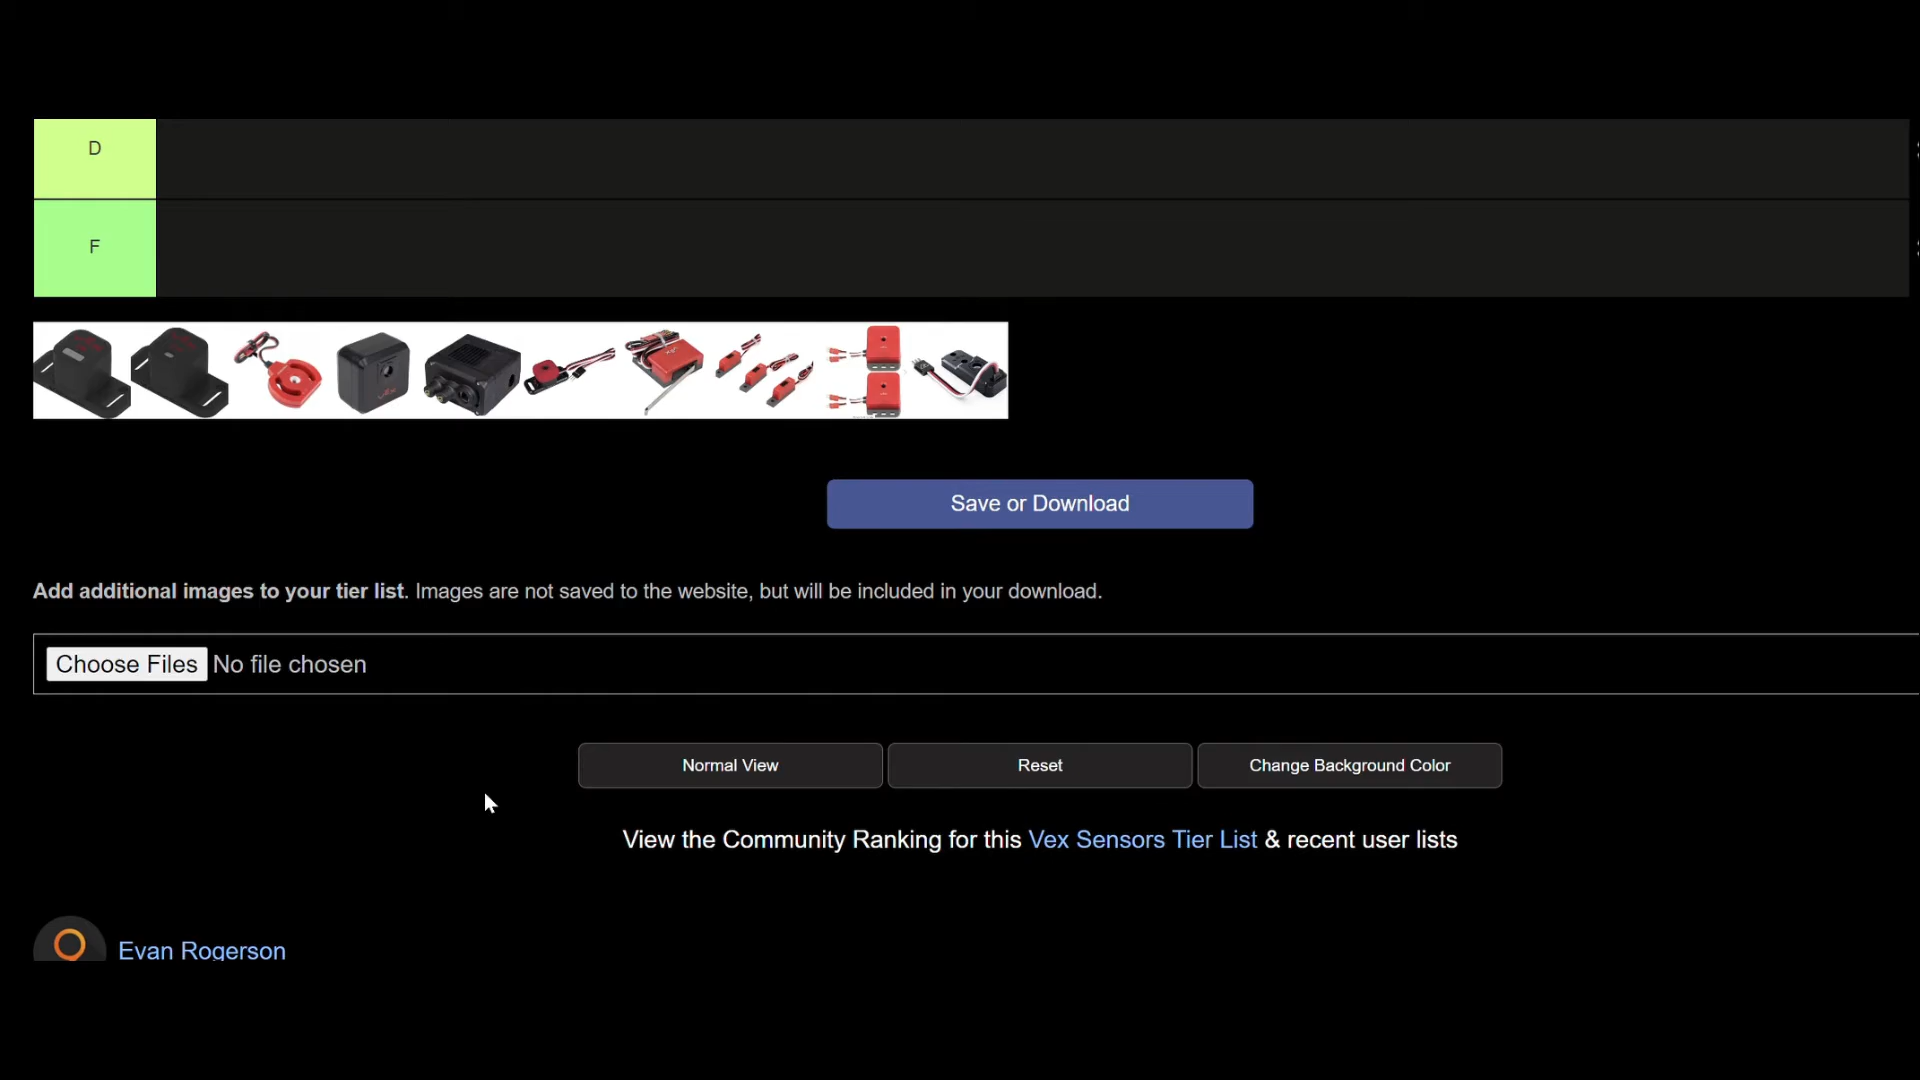 D
F
Save or Download
Add additional images to your tier list. Images are not saved to the website, but will be included in your download.
Choose Files No file chosen
Normal View
Reset
Change Background Color
View the Community Ranking for this Vex Sensors Tier List & recent user lists
Evan Rogerson